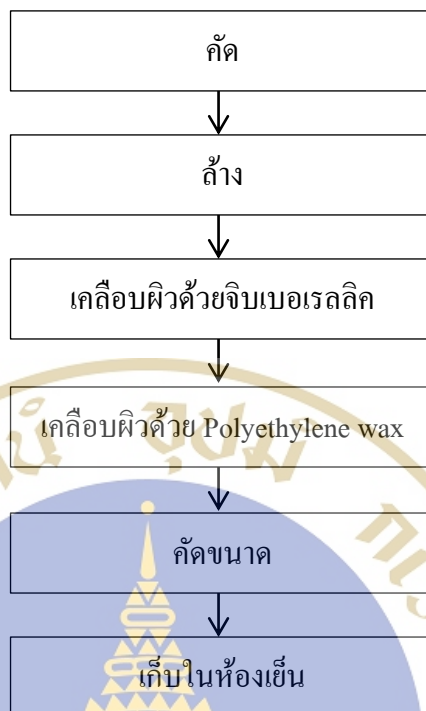 คัด
ล้าง
เคลือบผิวด้วยจิบเบอเรลลิค
เคลือบผิวด้วย Polyethylene wax
คัดขนาด
เก็บในห้องเย็น